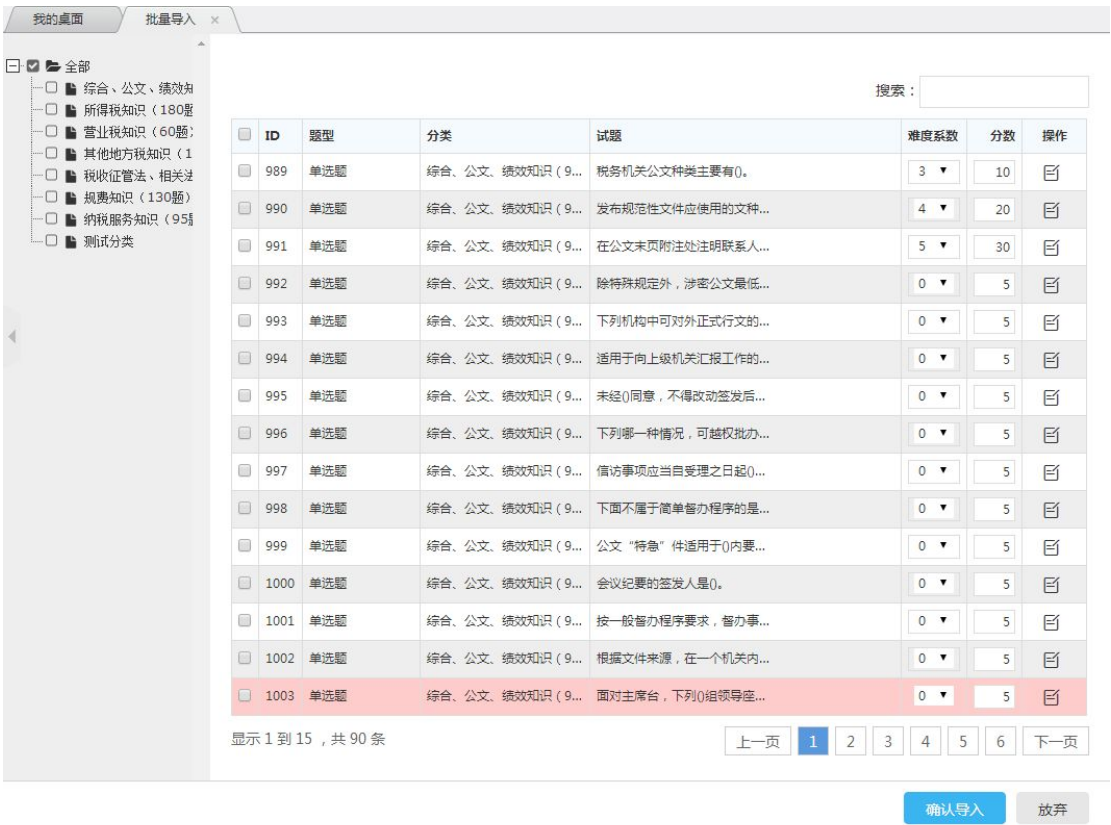 我的桌面 批量导入 ×
全部
综合、公文、绩效知
所得税知识（180题
营业税知识（60题）
其他地方税知识（1
税收征管法、相关法
规费知识（130题）
纳税服务知识（95题
测试分类
搜索：
ID 题型 分类 试题 难度系数 分数 操作
989 单选题 综合、公文、绩效知识（9... 税务机关公文种类主要有()。 3 10
990 单选题 综合、公文、绩效知识（9... 发布规范性文件应使用的文种... 4 20
991 单选题 综合、公文、绩效知识（9... 在公文末页附注处注明联系人... 5 30
992 单选题 综合、公文、绩效知识（9... 除特殊规定外，涉密公文最低... 0 5
993 单选题 综合、公文、绩效知识（9... 下列机构中可对外正式行文的... 0 5
994 单选题 综合、公文、绩效知识（9... 适用于向上级机关汇报工作的... 0 5
995 单选题 综合、公文、绩效知识（9... 未经()同意，不得改动签发后... 0 5
996 单选题 综合、公文、绩效知识（9... 下列哪一种情况，可越权批办... 0 5
997 单选题 综合、公文、绩效知识（9... 信访事项应当自受理之日起()... 0 5
998 单选题 综合、公文、绩效知识（9... 下面不属于简单督办程序的是... 0 5
999 单选题 综合、公文、绩效知识（9... 公文“特急”件适用于()内要... 0 5
1000 单选题 综合、公文、绩效知识（9... 会议纪要的签发人是()。 0 5
1001 单选题 综合、公文、绩效知识（9... 按一般督办程序要求，督办事... 0 5
1002 单选题 综合、公文、绩效知识（9... 根据文件来源，在一个机关内... 0 5
1003 单选题 综合、公文、绩效知识（9... 面对主席台，下列()组领导座... 0 5
显示 1 到 15 ，共 90 条 上一页 1 2 3 4 5 6 下一页
确认导入 放弃